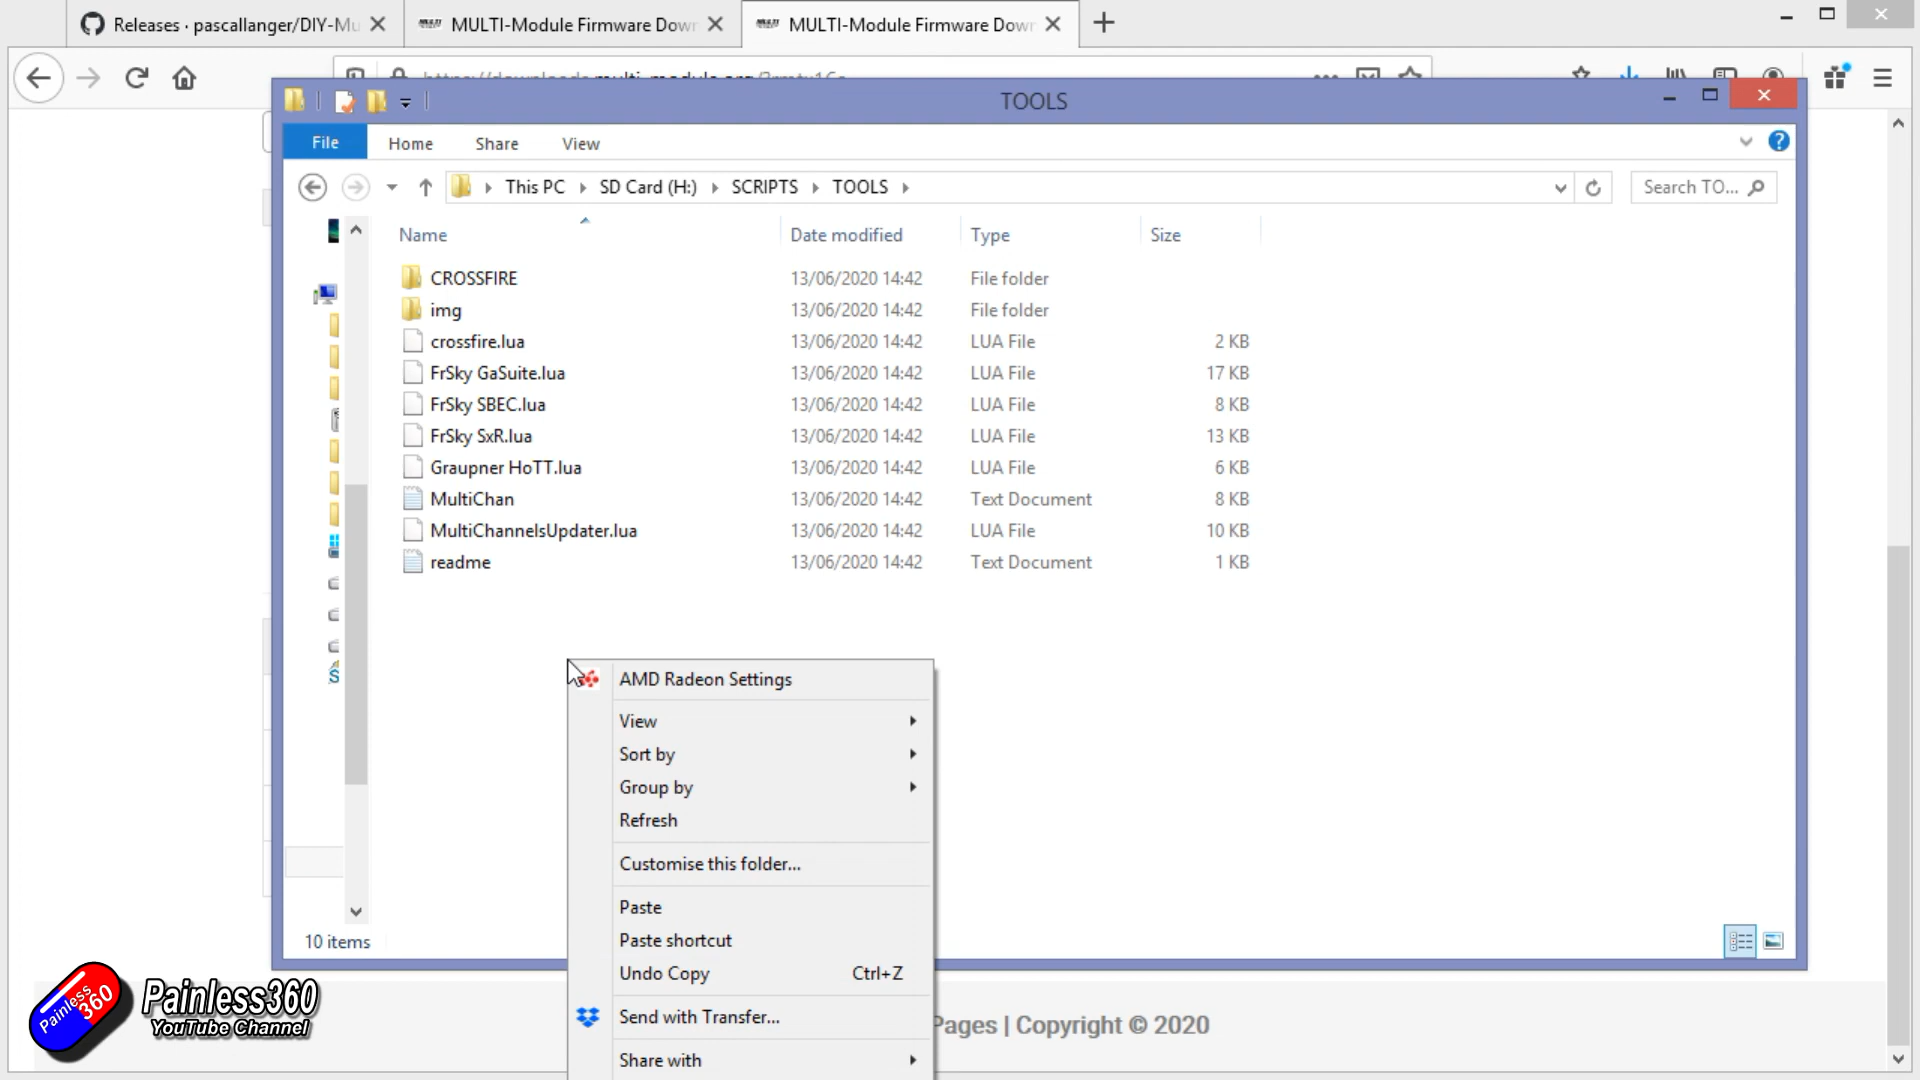 Releases · pascallanger/DIY-Mu
MULTI-Module Firmware Down
MULTI-Module Firmware Down
TOOLS
File
Home
Share
View
This PC
SD Card (H:)
SCRIPTS
TOOLS
Search TO...
Name
Date modified
Type
Size
CROSSFIRE 13/06/2020 14:42 File folder
img 13/06/2020 14:42 File folder
crossfire.lua 13/06/2020 14:42 LUA File 2 KB
FrSky GaSuite.lua 13/06/2020 14:42 LUA File 17 KB
FrSky SBEC.lua 13/06/2020 14:42 LUA File 8 KB
FrSky SxR.lua 13/06/2020 14:42 LUA File 13 KB
Graupner HoTT.lua 13/06/2020 14:42 LUA File 6 KB
MultiChan 13/06/2020 14:42 Text Document 8 KB
MultiChannelsUpdater.lua 13/06/2020 14:42 LUA File 10 KB
readme 13/06/2020 14:42 Text Document 1 KB
AMD Radeon Settings
View
Sort by
Group by
Refresh
Customise this folder...
Paste
Paste shortcut
Undo Copy Ctrl+Z
Send with Transfer...
Share with
10 items
Pages | Copyright © 2020
Painless 360
Painless360
YouTube Channel